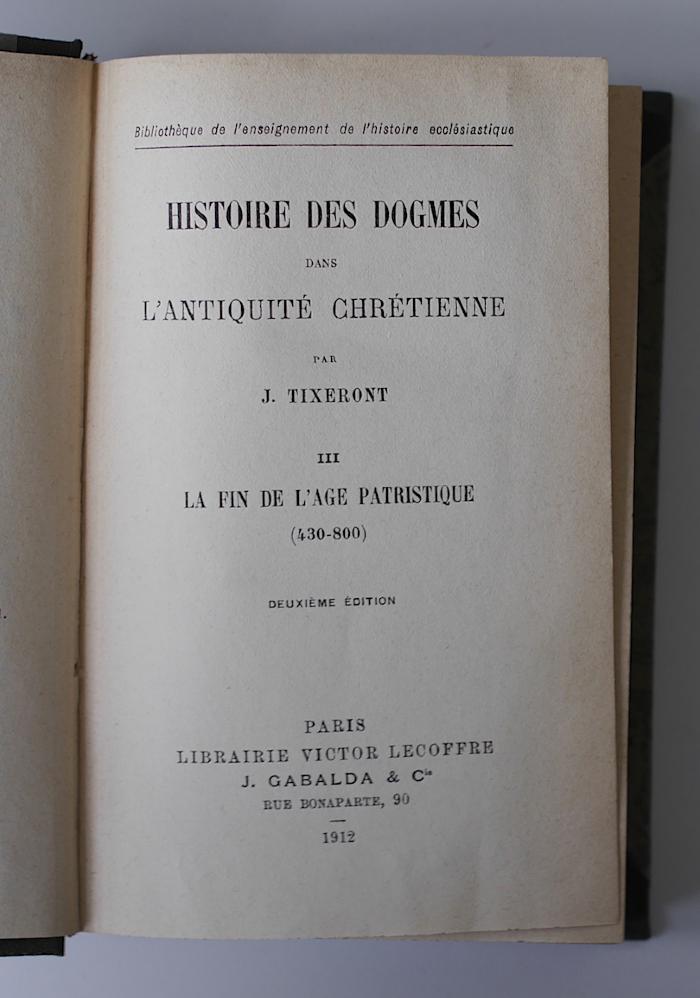 Bibliothèque de l'enseignement de l'histoire ecclésiastique
HISTOIRE DES DOGMES
DANS
L'ANTIQUITÉ CHRÉTIENNE
PAR
J. TIXERONT
III
LA FIN DE L'AGE PATRISTIQUE
(430-800)
DEUXIÈME ÉDITION
PARIS
LIBRAIRIE VICTOR LECOFFRE
J. GABALDA & Cie
RUE BONAPARTE, 90
1912